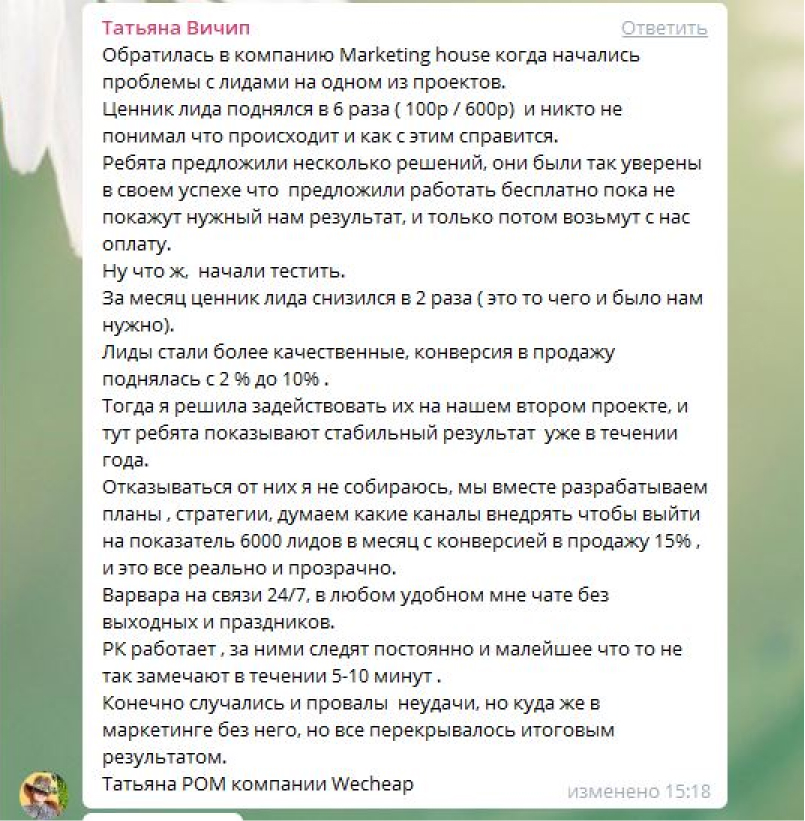 Татьяна Вичип
Ответить
Обратилась в компанию Marketing house когда начались
проблемы с лидами на одном из проектов.
Ценник лида поднялся в 6 раза ( 100р / 600р)  и никто не
понимал что происходит и как с этим справится.
Ребята предложили несколько решений, они были так уверены
в своем успехе что  предложили работать бесплатно пока не
покажут нужный нам результат, и только потом возьмут с нас
оплату.
Ну что ж,  начали тестить.
За месяц ценник лида снизился в 2 раза ( это то чего и было нам
нужно).
Лиды стали более качественные, конверсия в продажу
поднялась с 2 % до 10% .
Тогда я решила задействовать их на нашем втором проекте, и
тут ребята показывают стабильный результат  уже в течении
года.
Отказываться от них я не собираюсь, мы вместе разрабатываем
планы , стратегии, думаем какие каналы внедрять чтобы выйти
на показатель 6000 лидов в месяц с конверсией в продажу 15% ,
и это все реально и прозрачно.
Варвара на связи 24/7, в любом удобном мне чате без
выходных и праздников.
РК работает , за ними следят постоянно и малейшее что то не
так замечают в течении 5-10 минут .
Конечно случались и провалы  неудачи, но куда же в
маркетинге без него, но все перекрывалось итоговым
результатом.
Татьяна РОМ компании Wecheap
изменено 15:18